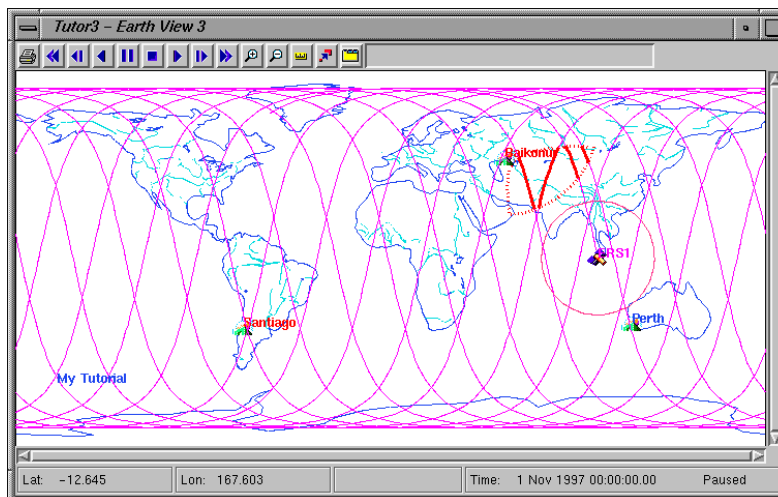 Tutor3 – Earth View 3
Baikonur
ERS1
Santiago
Perth
My Tutorial
Lat: -12.645 Lon: 167.603 Time: 1 Nov 1997 00:00:00.00 Paused